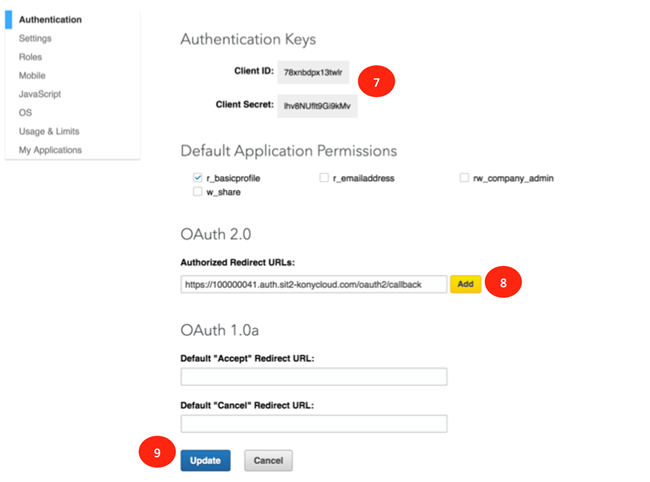 Authentication
Settings
Roles
Mobile
JavaScript
OS
Usage & Limits
My Applications
Authentication Keys
Client ID: 78xnbdpx13twlr
7
Client Secret: lhv8NUflt9Gi9kMv
Default Application Permissions
r_basicprofile r_emailaddress rw_company_admin
w_share
OAuth 2.0
Authorized Redirect URLs:
https://100000041.auth.sit2-konycloud.com/oauth2/callback Add
8
OAuth 1.0a
Default "Accept" Redirect URL:
Default "Cancel" Redirect URL:
9
Update Cancel